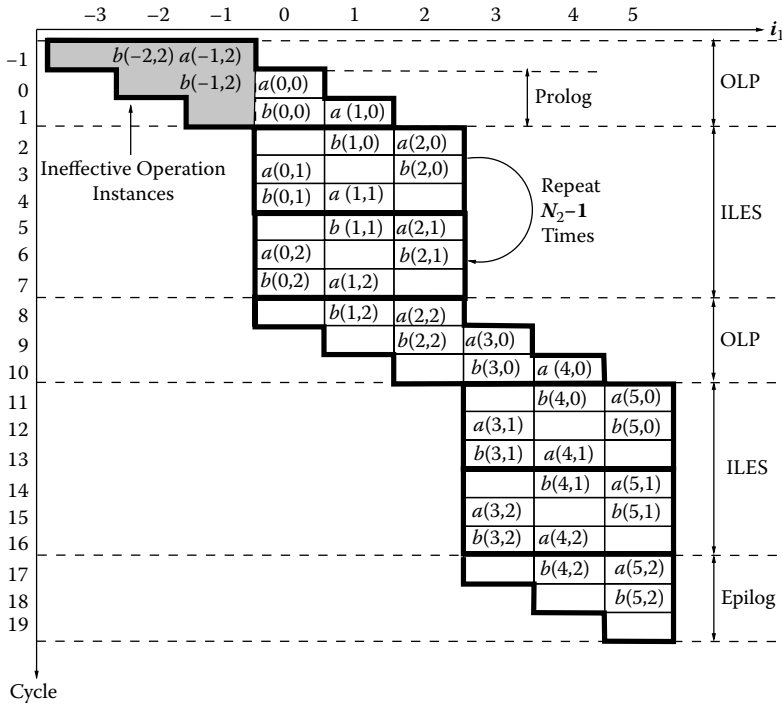 −3 −2 −1 0 1 2 3 4 5 i₁
−1 b(−2,2) a(−1,2)
0 b(−1,2) a(0,0) Prolog OLP
1 b(0,0) a (1,0)
2 b(1,0) a(2,0)
3 a(0,1) b(2,0)
4 b(0,1) a (1,1)
5 b (1,1) a(2,1)
6 a(0,2) b(2,1)
7 b(0,2) a(1,2)
Ineffective Operation
Instances
Repeat
N₂−1
Times
ILES
8 b(1,2) a(2,2)
9 b(2,2) a(3,0) OLP
10 b(3,0) a (4,0)
11 b(4,0) a(5,0)
12 a(3,1) b(5,0)
13 b(3,1) a(4,1) ILES
14 b(4,1) a(5,1)
15 a(3,2) b(5,1)
16 b(3,2) a(4,2)
17 b(4,2) a(5,2)
18 b(5,2) Epilog
19
Cycle